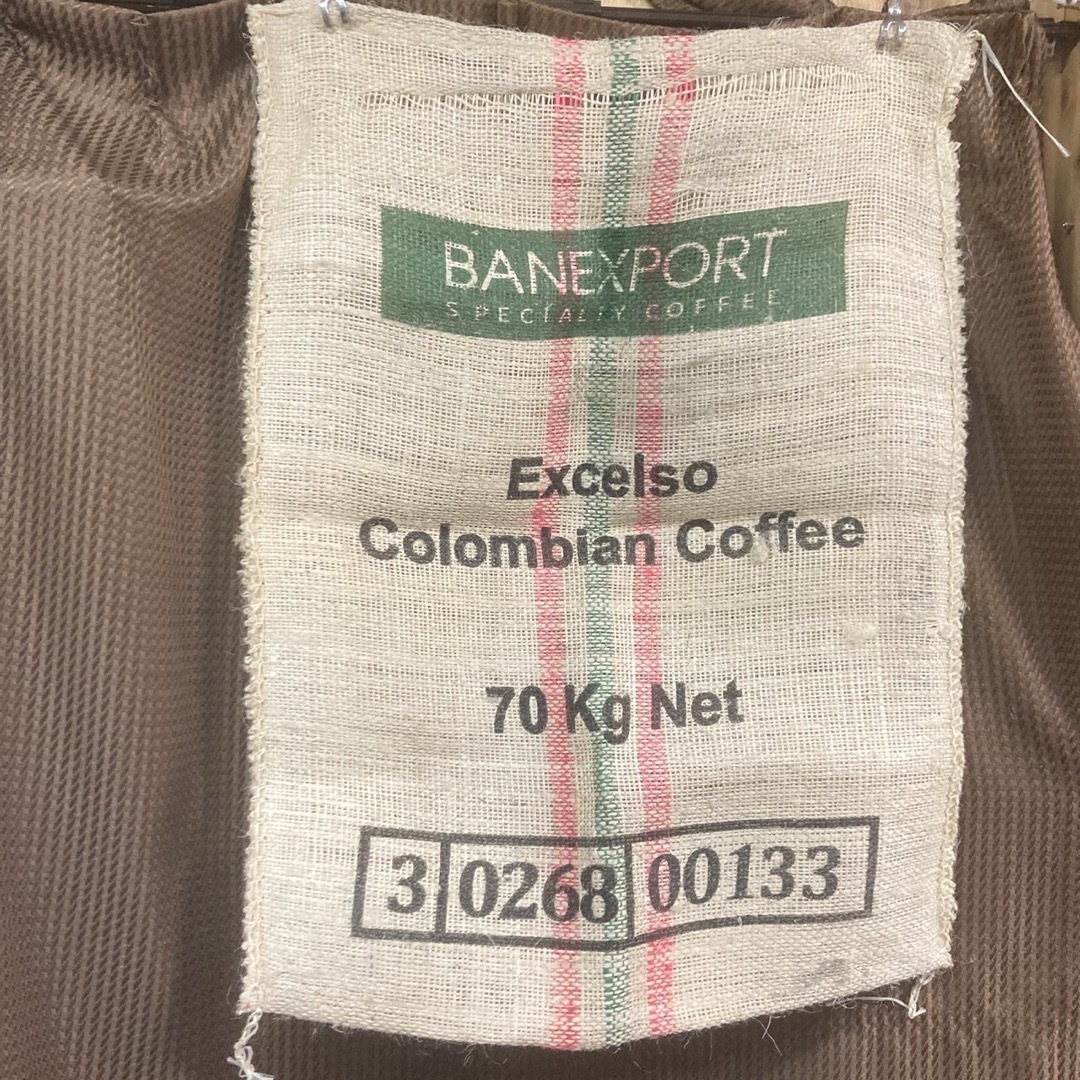 BANEXPORT
SPECIALTY COFFEE
Excelso
Colombian Coffee
70 Kg Net
3 0268 00133